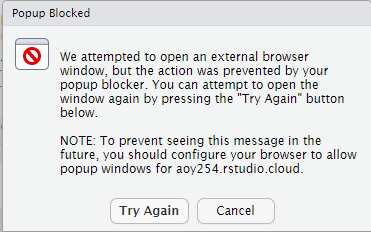 Popup Blocked
We attempted to open an external browser
window, but the action was prevented by your
popup blocker. You can attempt to open the
window again by pressing the "Try Again" button
below.
NOTE: To prevent seeing this message in the
future, you should configure your browser to allow
popup windows for aoy254.rstudio.cloud.
Try Again
Cancel